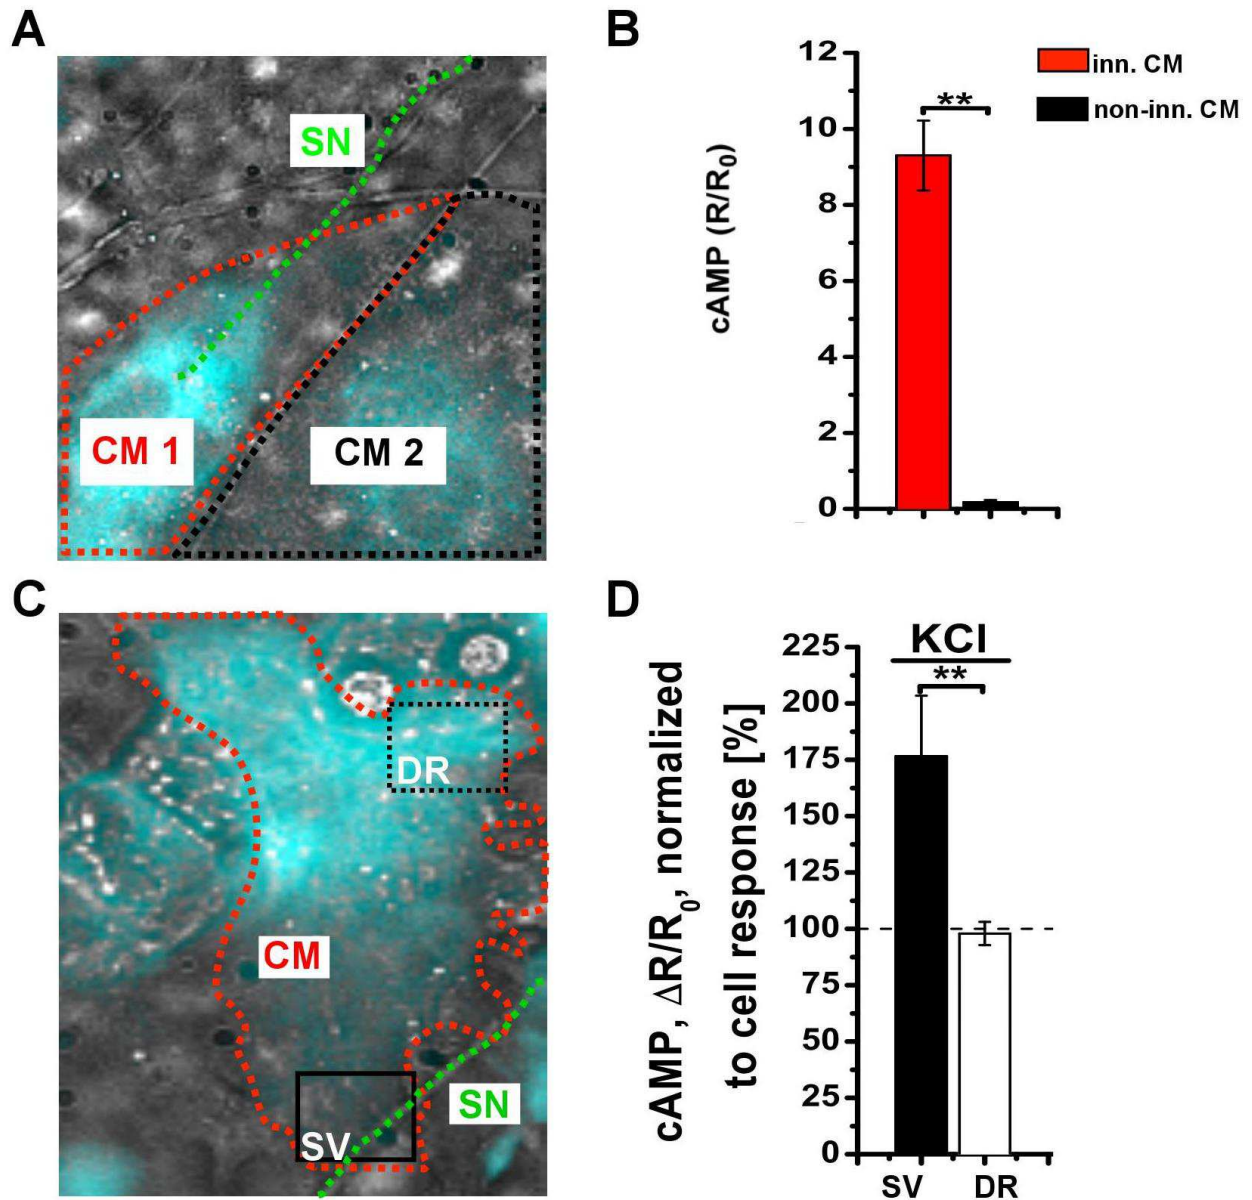 A
SN
CM 1
CM 2
B
12
10
8
6
4
2
0
cAMP (R/R0)
**
inn. CM
non-inn. CM
C
DR
CM
SN
SV
D
KCl
**
225
200
175
150
125
100
75
50
25
0
cAMP, ΔR/R0, normalized
to cell response [%]
SV DR